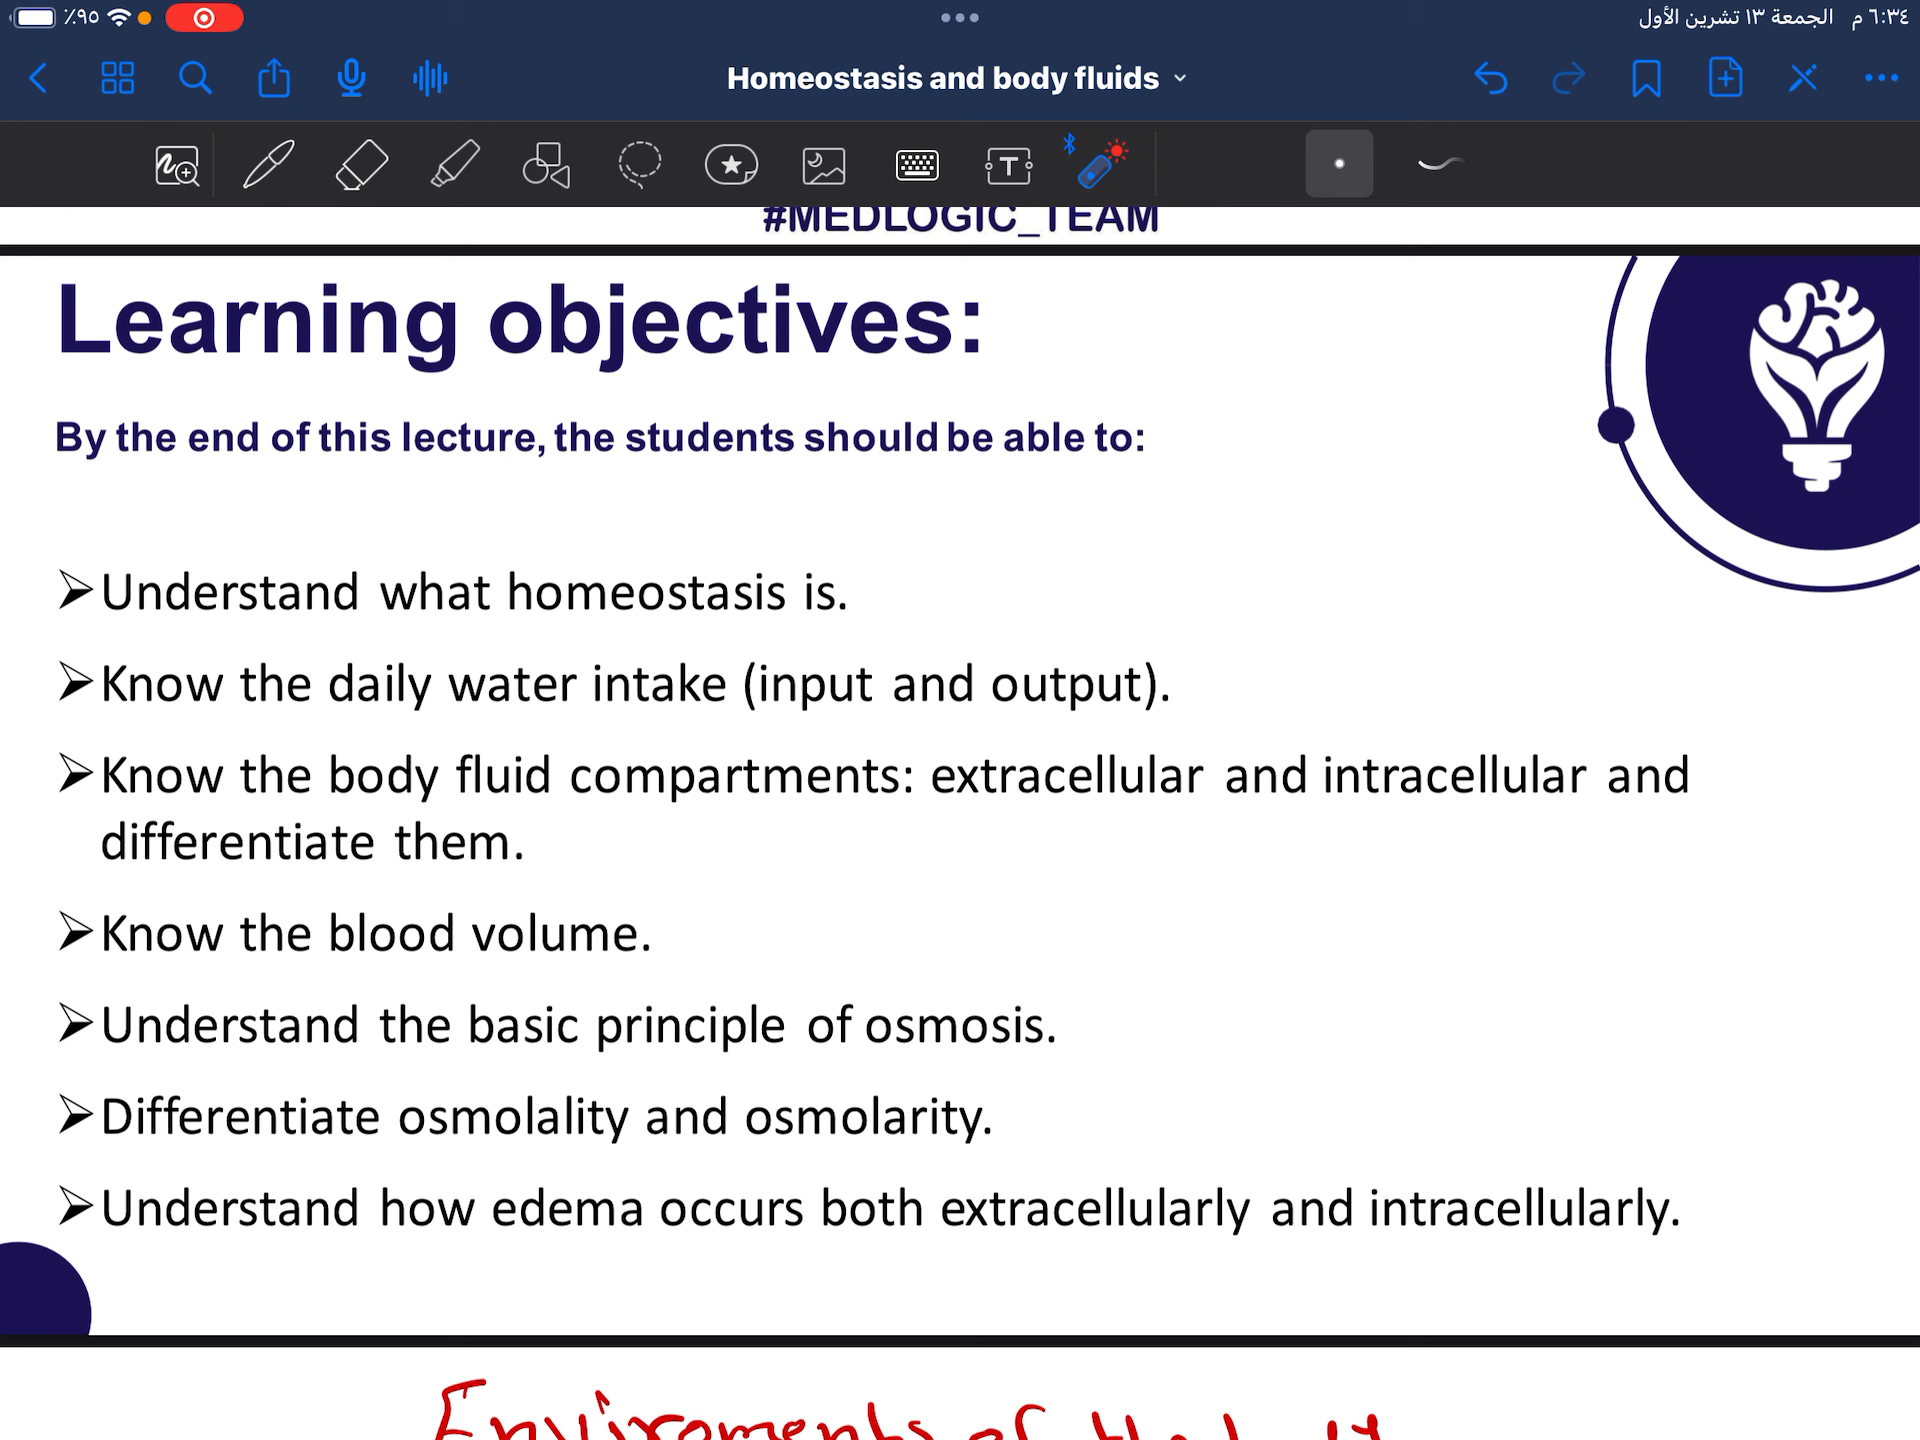 ٪٩٥
الجمعة ١٣ تشرين الأول ٦:٣٤ م
Homeostasis and body fluids
T
#MEDLOGIC_TEAM
Learning objectives:
By the end of this lecture, the students should be able to:
➢Understand what homeostasis is.
➢Know the daily water intake (input and output).
➢Know the body fluid compartments: extracellular and intracellular and
differentiate them.
➢Know the blood volume.
➢Understand the basic principle of osmosis.
➢Differentiate osmolality and osmolarity.
➢Understand how edema occurs both extracellularly and intracellularly.
Enviroments of the